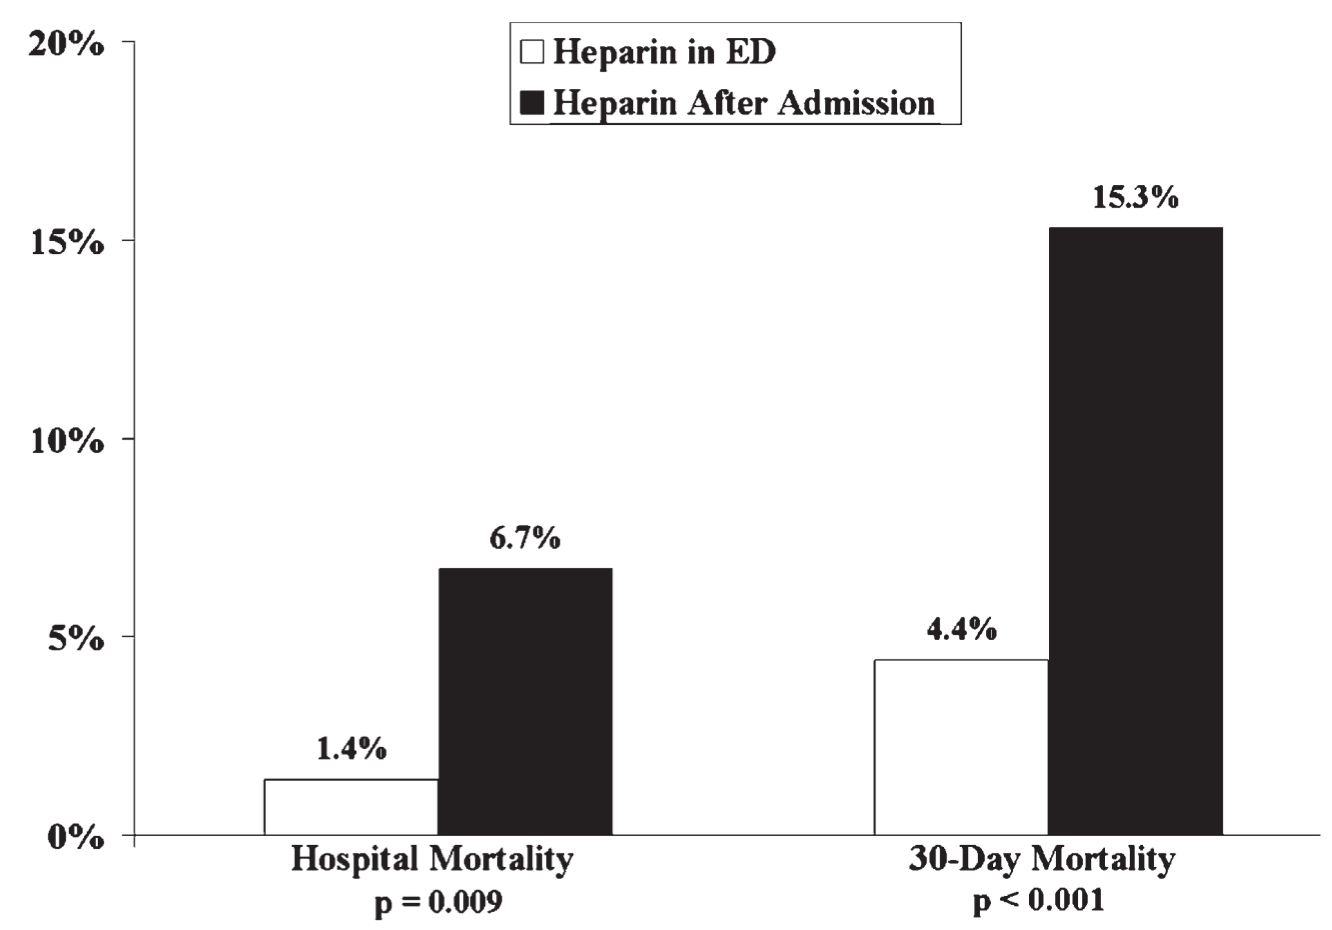 20%
Heparin in ED
Heparin After Admission
15.3%
15%
10%
6.7%
5%
4.4%
1.4%
0%
Hospital Mortality
p = 0.009
30-Day Mortality
p < 0.001